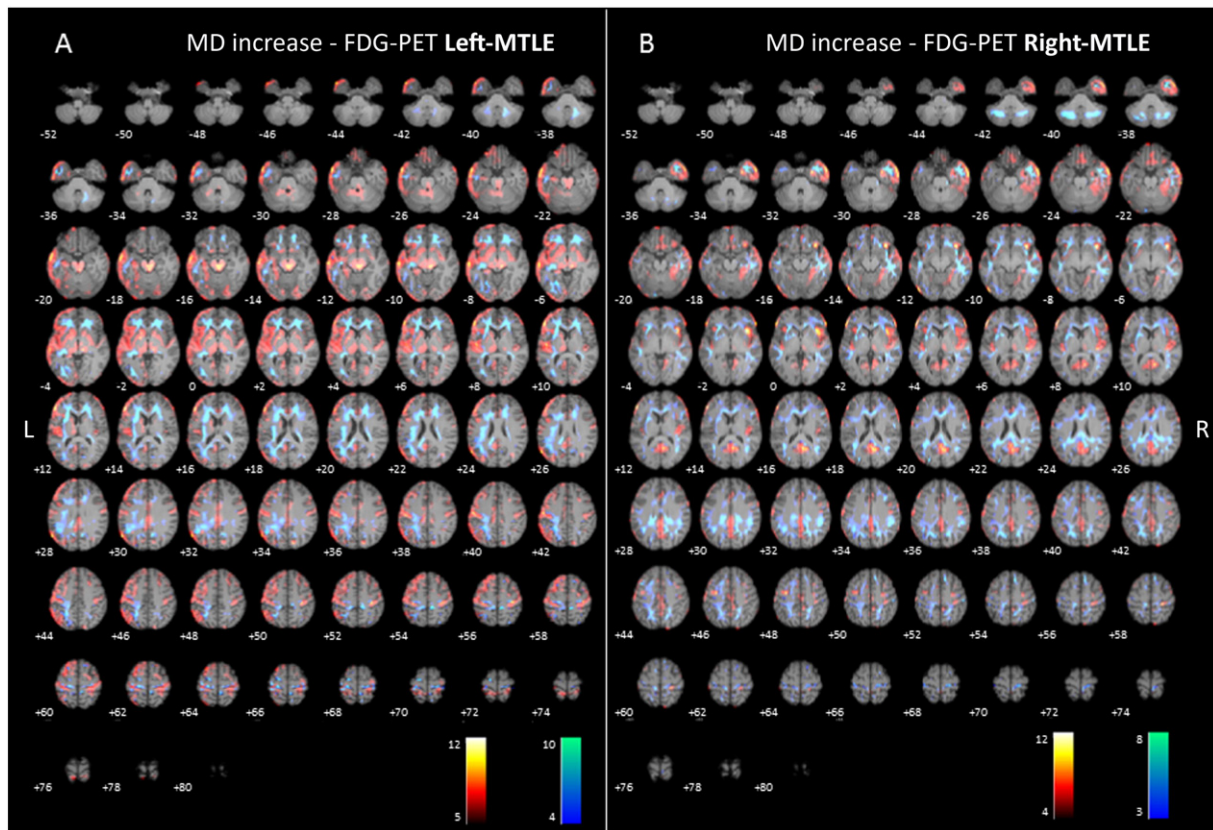 A MD increase - FDG-PET Left-MTLE
-52 -50 -48 -46 -44 -42 -40 -38
-36 -34 -32 -30 -28 -26 -24 -22
-20 -18 -16 -14 -12 -10 -8 -6
-4 -2 0 +2 +4 +6 +8 +10
L
+12 +14 +16 +20 +22 +24 +26
+28 +30 +32 +34 +36 +38 +40 +42
+44 +46 +48 +50 +52 +54 +56 +58
+60 +62 +64 +66 +68 +70 +72 +74
+76 +78 +80
12
5
10
4
B MD increase - FDG-PET Right-MTLE
-52 -50 -48 -46 -44 -42 -40 -38
-36 -34 -32 -30 -28 -26 -24 -22
-20 -18 -16 -14 -12 -10 -8 -6
-4 -2 0 +2 +4 +6 +8 +10
R
+12 +14 +16 +20 +22 +24 +26
+28 +30 +32 +34 +36 +38 +40 +42
+44 +46 +48 +50 +52 +54 +56 +58
+60 +62 +64 +66 +68 +70 +72 +74
+76 +78 +80
12
4
8
3